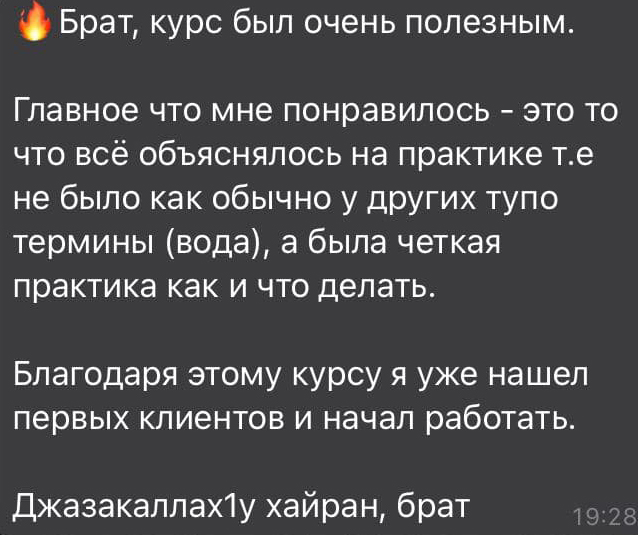 🔥Брат, курс был очень полезным.
Главное что мне понравилось - это то
что всё объяснялось на практике т.е
не было как обычно у других тупо
термины (вода), а была четкая
практика как и что делать.
Благодаря этому курсу я уже нашел
первых клиентов и начал работать.
Джазакаллах1у хайран, брат
19:28